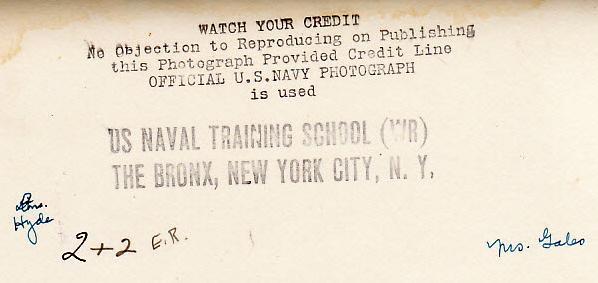 WATCH YOUR CREDIT
No Objection to Reproducing on Publishing
this Photograph Provided Credit Line
OFFICIAL U.S.NAVY PHOTOGRAPH
is used
US NAVAL TRAINING SCHOOL (WR)
THE BRONX, NEW YORK CITY, N. Y.
Hyde
2+2 E.R.